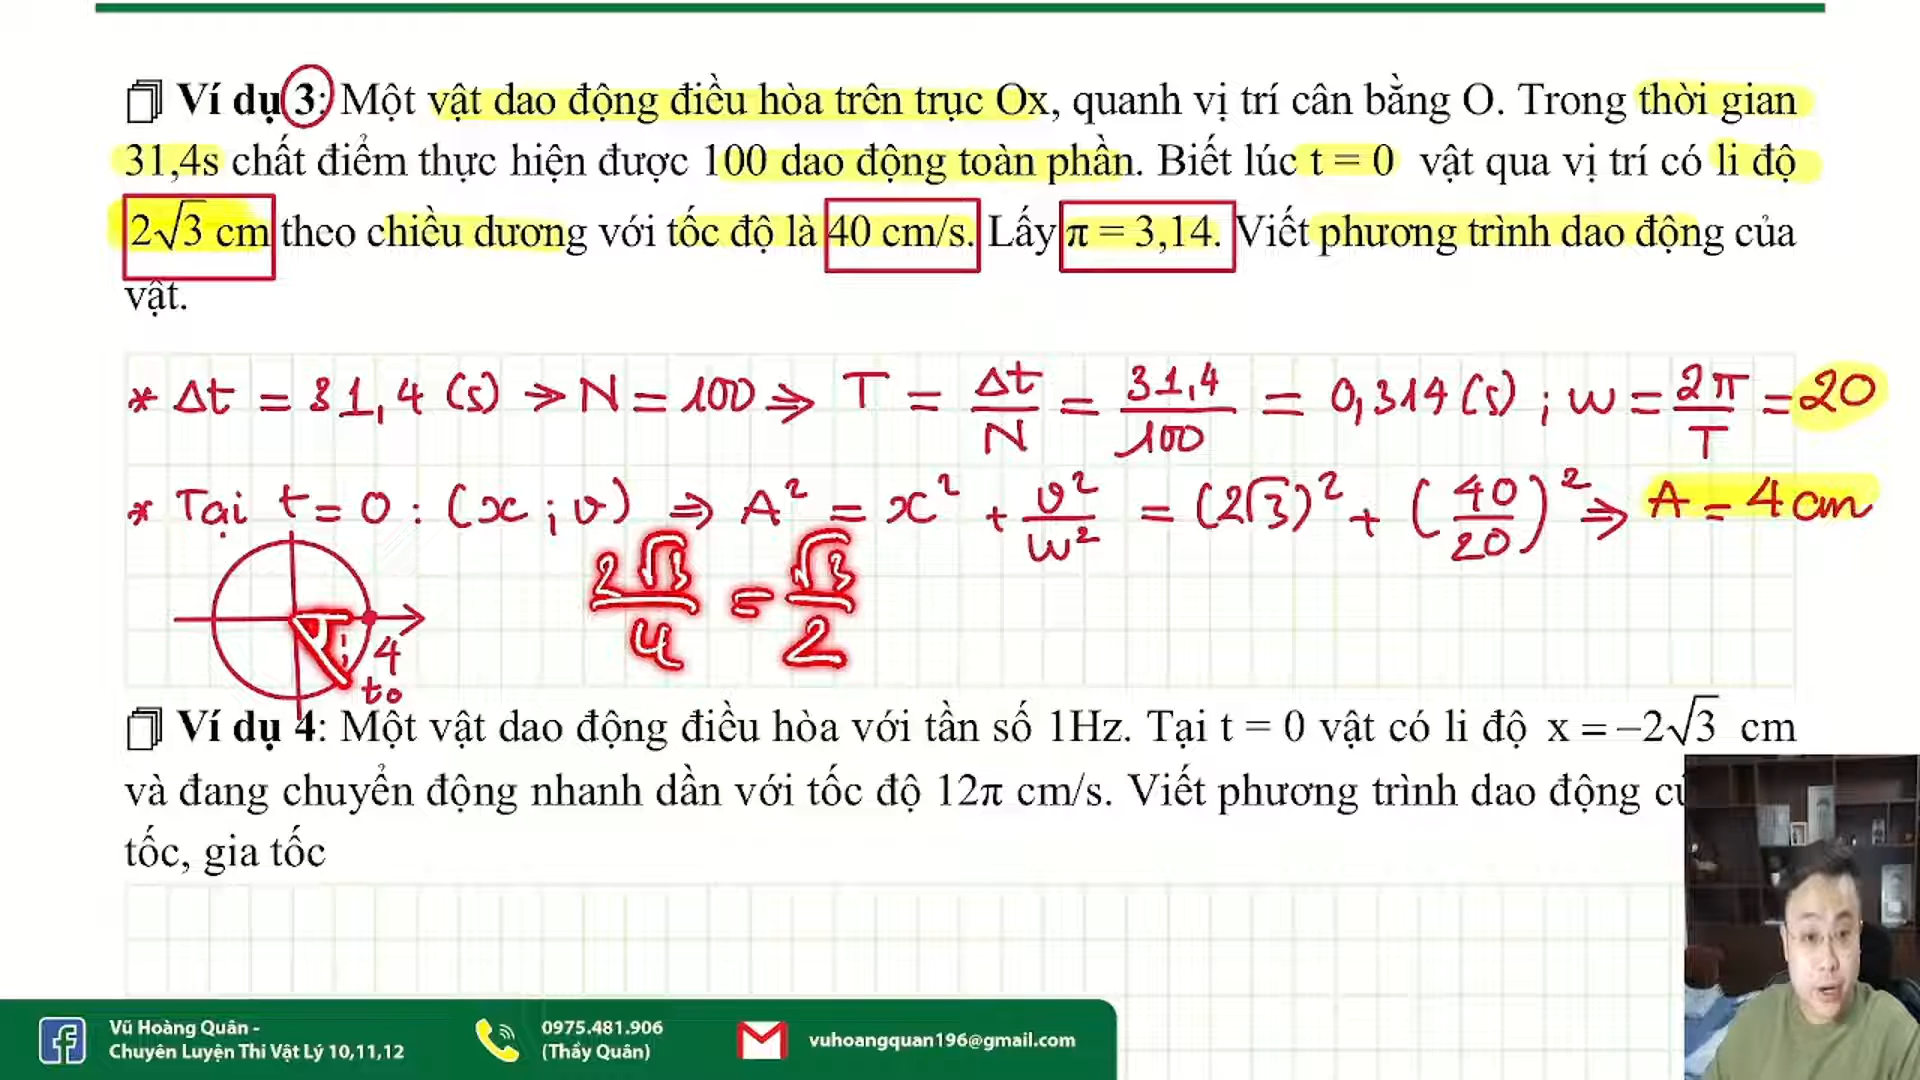 Ví dụ 3: Một vật dao động điều hòa trên trục Ox, quanh vị trí cân bằng O. Trong thời gian
31,4s chất điểm thực hiện được 100 dao động toàn phần. Biết lúc t = 0 vật qua vị trí có li độ
2√3 cm theo chiều dương với tốc độ là 40 cm/s. Lấy π = 3,14. Viết phương trình dao động của
vật.
* Δt = 31,4 (s) → N = 100 ⇒ T = Δt/N = 31,4/100 = 0,314 (s) ; ω = 2π/T = 20
* Tại t = 0 : (x ; v) ⇒ A² = x² + v²/ω² = (2√3)² + (40/20)² ⇒ A = 4 cm
2√3/4 = √3/2
4
t₀
Ví dụ 4: Một vật dao động điều hòa với tần số 1Hz. Tại t = 0 vật có li độ x = –2√3 cm
và đang chuyển động nhanh dần với tốc độ 12π cm/s. Viết phương trình dao động
tốc, gia tốc
Vũ Hoàng Quân -
Chuyên Luyện Thi Vật Lý 10,11,12
0975.481.906
(Thầy Quân)
vuhoangquan196@gmail.com